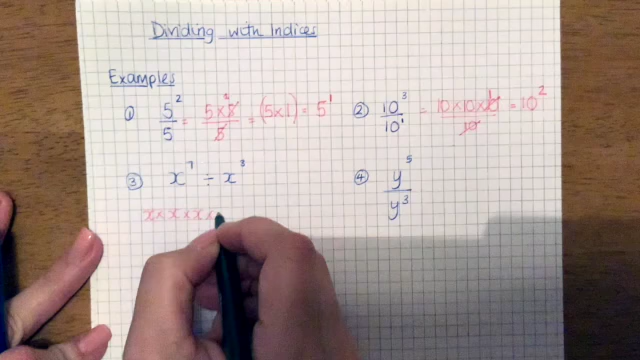 Dividing with Indices
Examples
① 5²/5 = 5×5/5 = (5×1) = 5¹
② 10³/10¹ = 10×10×10/10 = 10²
③ x⁷ ÷ x³
④ y⁵/y³
x×x×x×